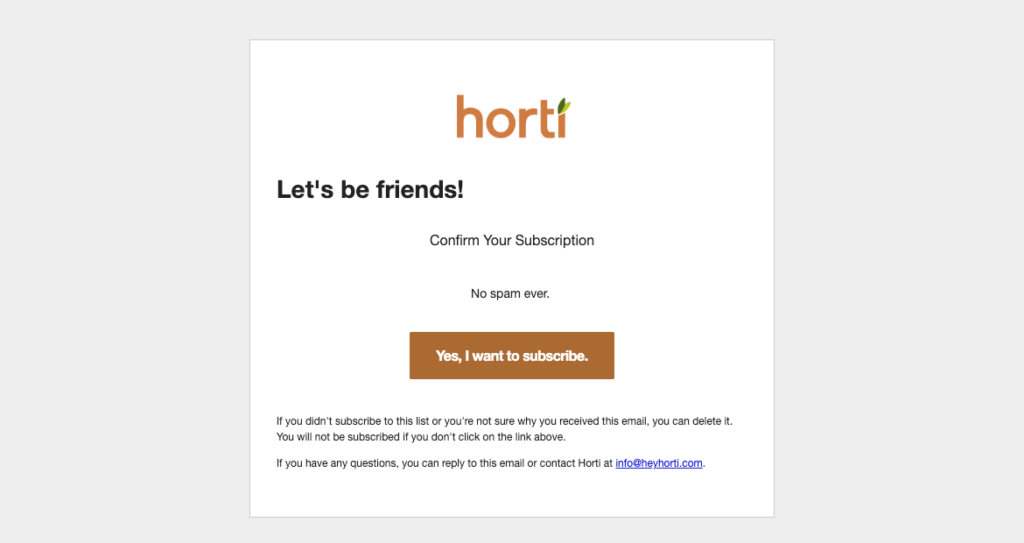 horti
Let's be friends!
Confirm Your Subscription
No spam ever.
Yes, I want to subscribe.
If you didn't subscribe to this list or you're not sure why you received this email, you can delete it.
You will not be subscribed if you don't click on the link above.
If you have any questions, you can reply to this email or contact Horti at info@heyhorti.com.